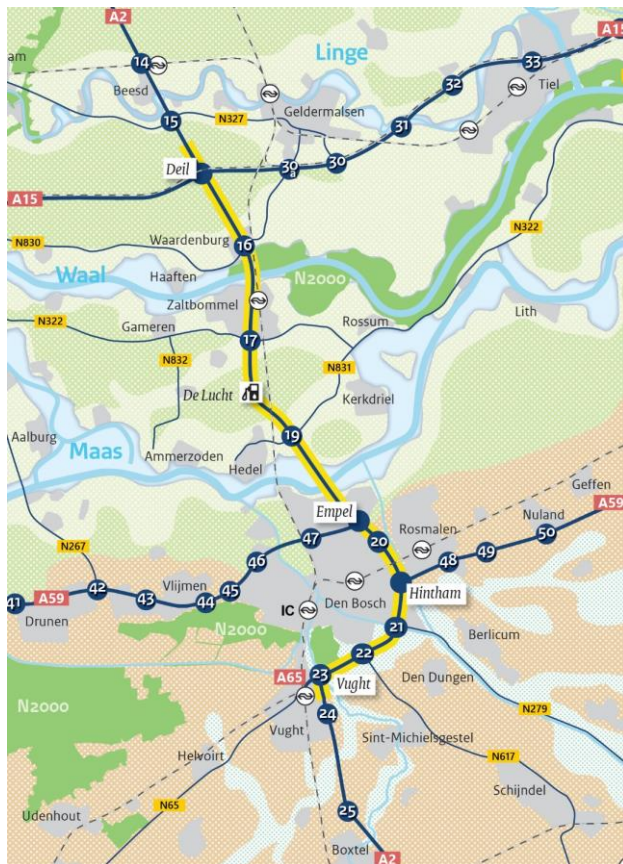 A2
A15
Linge
33
14
Tiel
am
Beesd
32
Geldermalsen
N327
15
31
30
30
a
Deil
A15
N322
Waardenburg
N830
16
N2000
Waal
Haaften
Zaltbommel
Lith
N322
Gameren
Rossum
17
N832
N831
De Lucht
Kerkdriel
19
Aalburg
Maas
Ammerzoden
Hedel
Geffen
Empel
A59
Nuland
Rosmalen
50
20
47
49
N267
48
46
Vlijmen
45
Hintham
42
A59
41
43
44
IC
Den Bosch
Drunen
21
N2000
Berlicum
22
A65
23
Vught
Den Dungen
N2000
24
N279
Vught
Sint-Michielsgestel
Helvoirt
N617
N65
Schijndel
Udenhout
25
Boxtel
A2